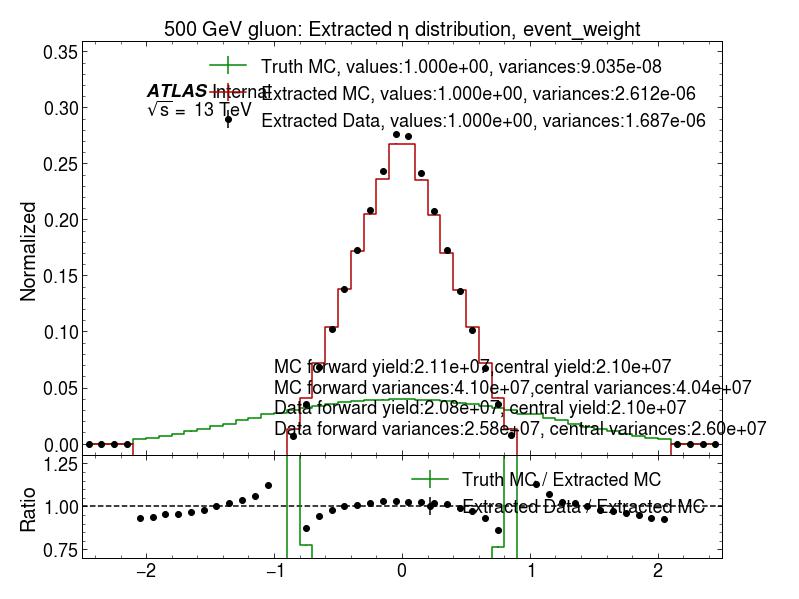 500 GeV gluon: Extracted η distribution, event_weight
Truth MC, values:1.000e+00, variances:9.035e-08
ATLAS Internal
Extracted MC, values:1.000e+00, variances:2.612e-06
√s = 13 TeV
Extracted Data, values:1.000e+00, variances:1.687e-06
0.35
0.30
0.25
0.20
0.15
0.10
0.05
0.00
Normalized
MC forward yield:2.11e+07,central yield:2.10e+07
MC forward variances:4.10e+07,central variances:4.04e+07
Data forward yield:2.08e+07, central yield:2.10e+07
Data forward variances:2.58e+07, central variances:2.60e+07
1.25
1.00
0.75
Ratio
Truth MC / Extracted MC
Extracted Data / Extracted MC
−2 −1 0 1 2